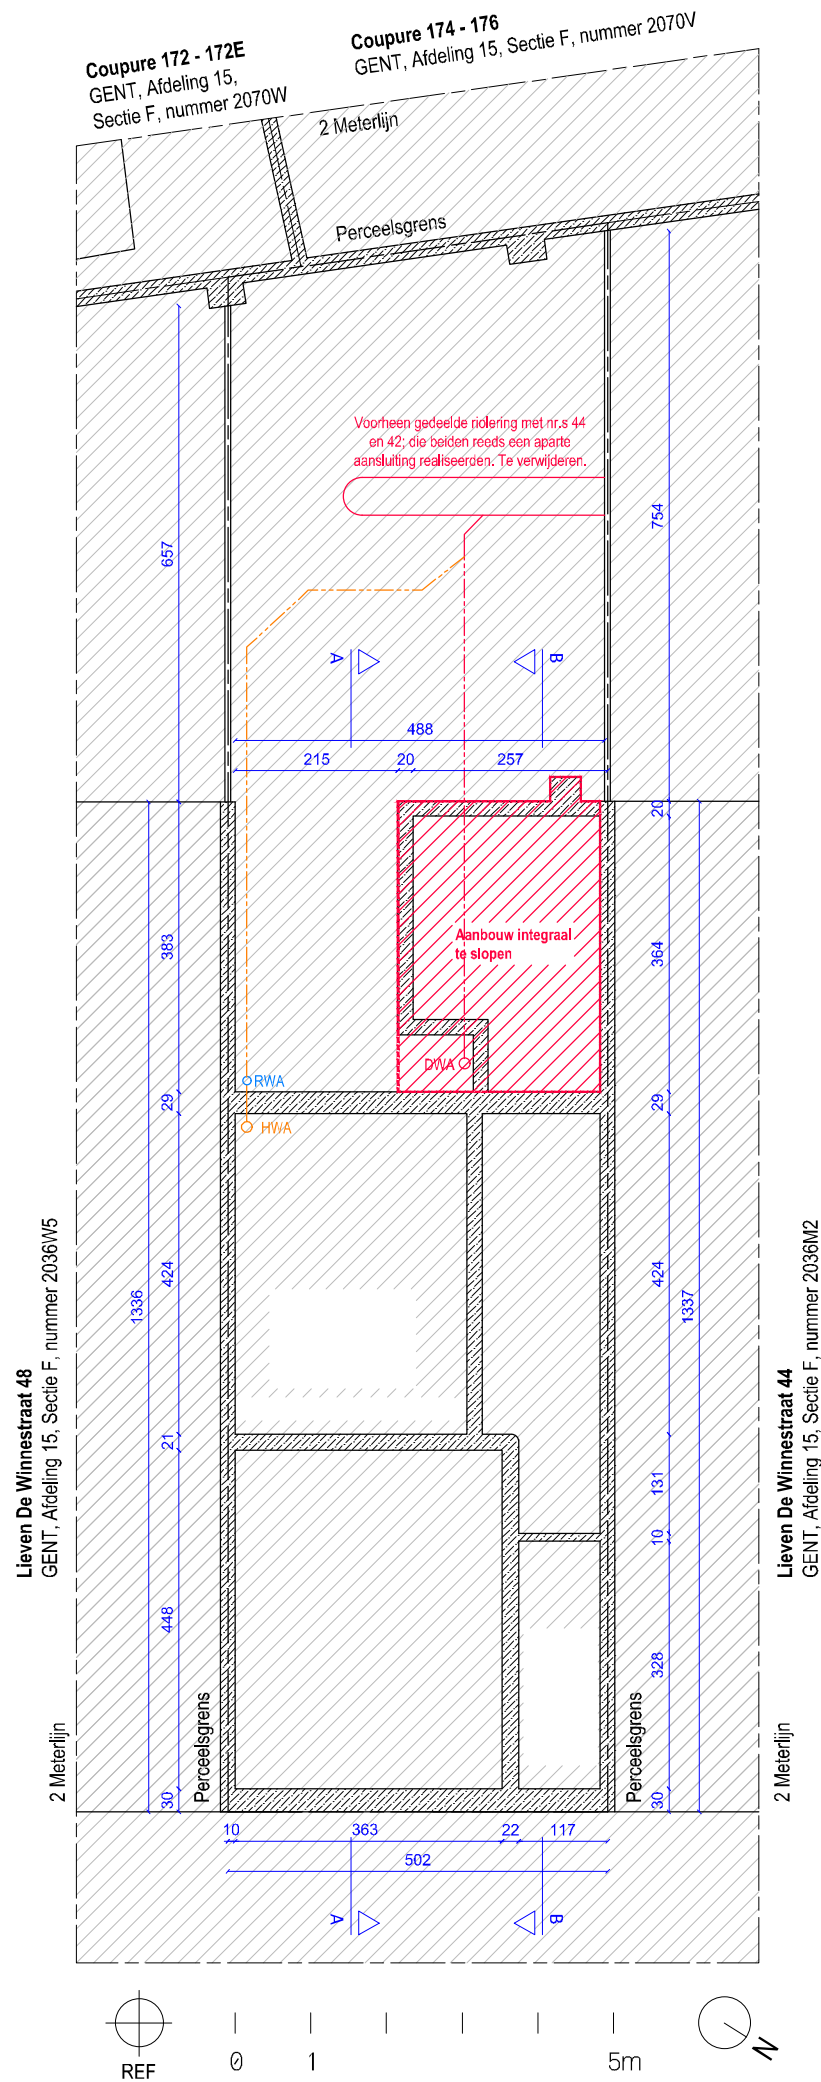 Coupure 172 - 172E
GENT, Afdeling 15,
Sectie F, nummer 2070W
Coupure 174 - 176
GENT, Afdeling 15, Sectie F, nummer 2070V
2 Meterlijn
Perceelsgrens
Voorheen gedeelde riolering met nr.s 44
en 42; die beiden reeds een aparte
aansluiting realiseerden. Te verwijderen.
657
754
A
B
488
215
20
257
20
Aanbouw integraal
te slopen
383
364
DWA
RWA
HWA
29
29
424
424
1336
1337
21
131
10
448
328
30
30
Lieven De Winnestraat 48
GENT, Afdeling 15, Sectie F, nummer 2036W5
Lieven De Winnestraat 44
GENT, Afdeling 15, Sectie F, nummer 2036M2
2 Meterlijn
Perceelsgrens
Perceelsgrens
2 Meterlijn
10
363
22
117
502
A
B
REF
0
1
5m
N